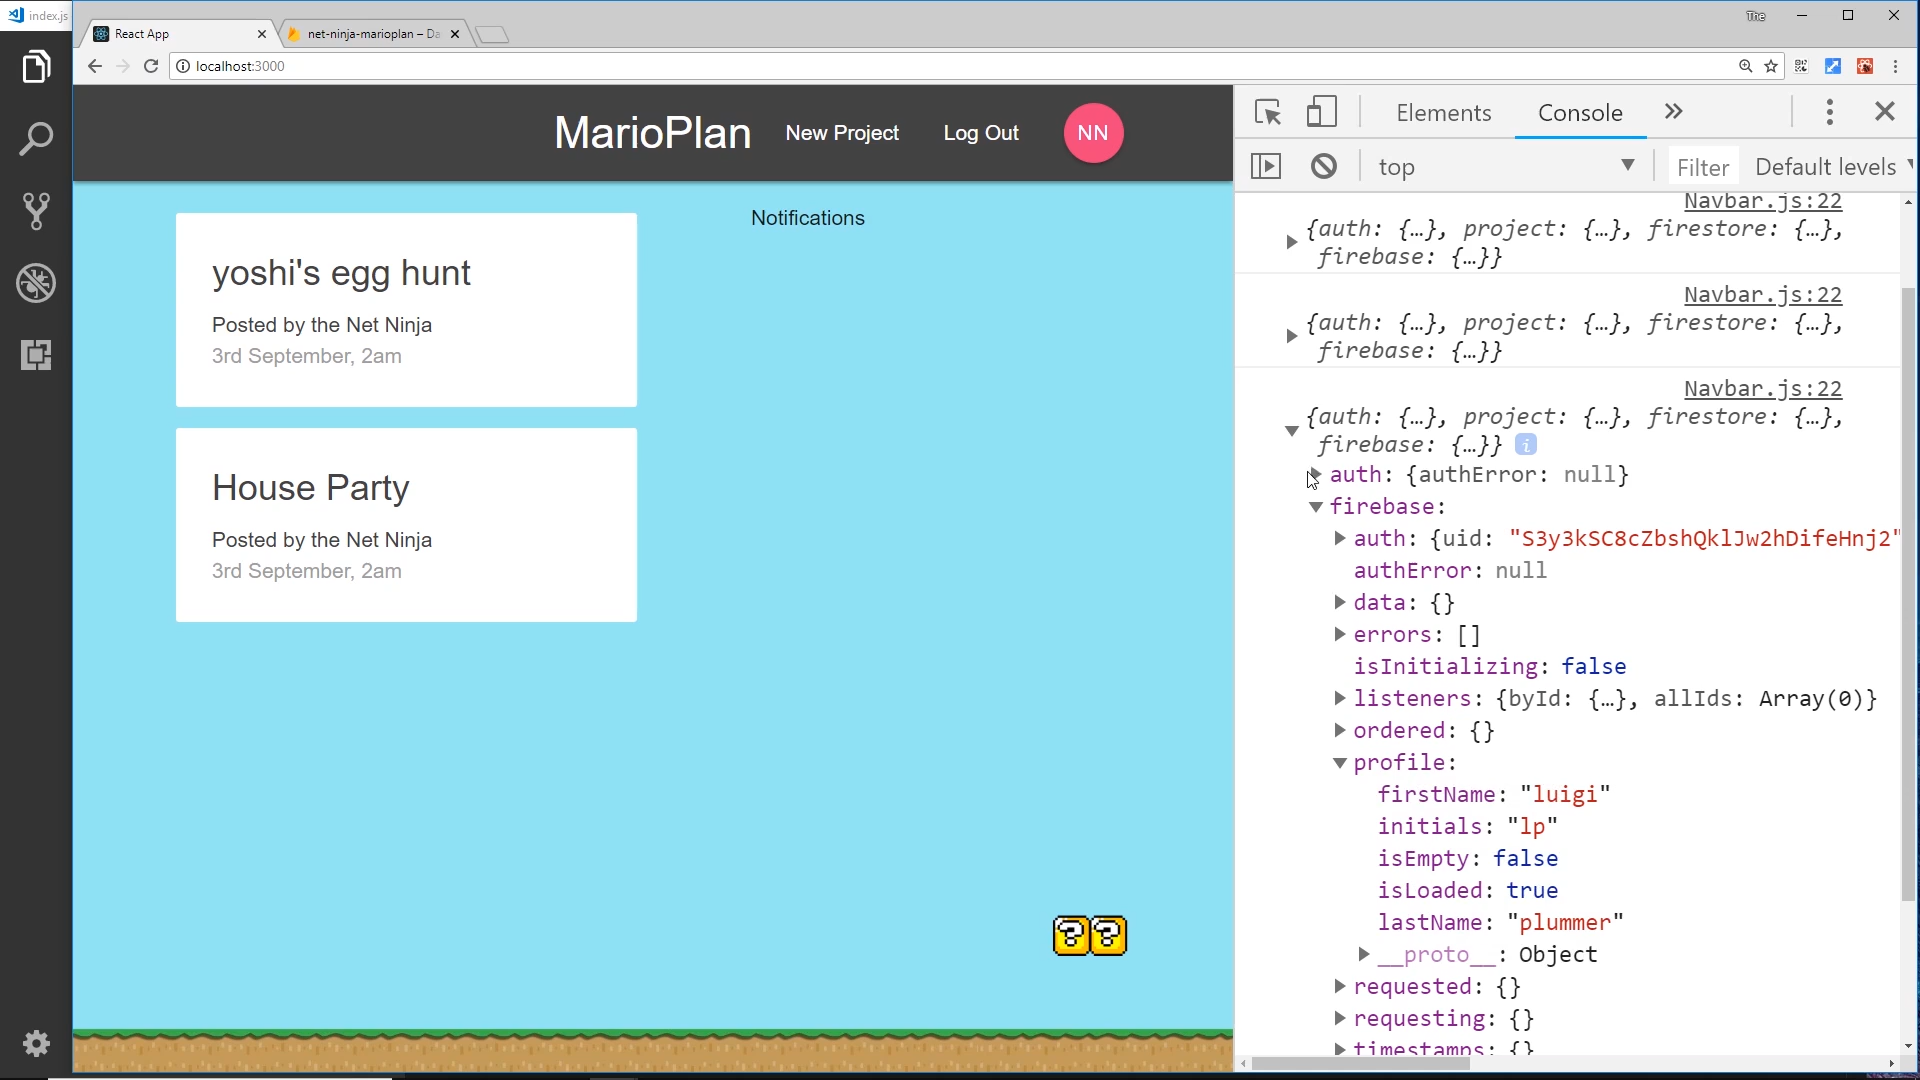 index.js
React App
net-ninja-marioplan – Da
The
localhost:3000
MarioPlan
New Project
Log Out
NN
yoshi's egg hunt
Posted by the Net Ninja
3rd September, 2am
House Party
Posted by the Net Ninja
3rd September, 2am
Notifications
Elements
Console
top
Filter
Default levels
Navbar.js:22
{auth: {…}, project: {…}, firestore: {…},
firebase: {…}}
Navbar.js:22
{auth: {…}, project: {…}, firestore: {…},
firebase: {…}}
Navbar.js:22
{auth: {…}, project: {…}, firestore: {…},
firebase: {…}} i
auth: {authError: null}
firebase:
auth: {uid: "S3y3kSC8cZbshQklJw2hDifeHnj2"
authError: null
data: {}
errors: []
isInitializing: false
listeners: {byId: {…}, allIds: Array(0)}
ordered: {}
profile:
firstName: "luigi"
initials: "lp"
isEmpty: false
isLoaded: true
lastName: "plummer"
__proto__: Object
requested: {}
requesting: {}
timestamps: {}